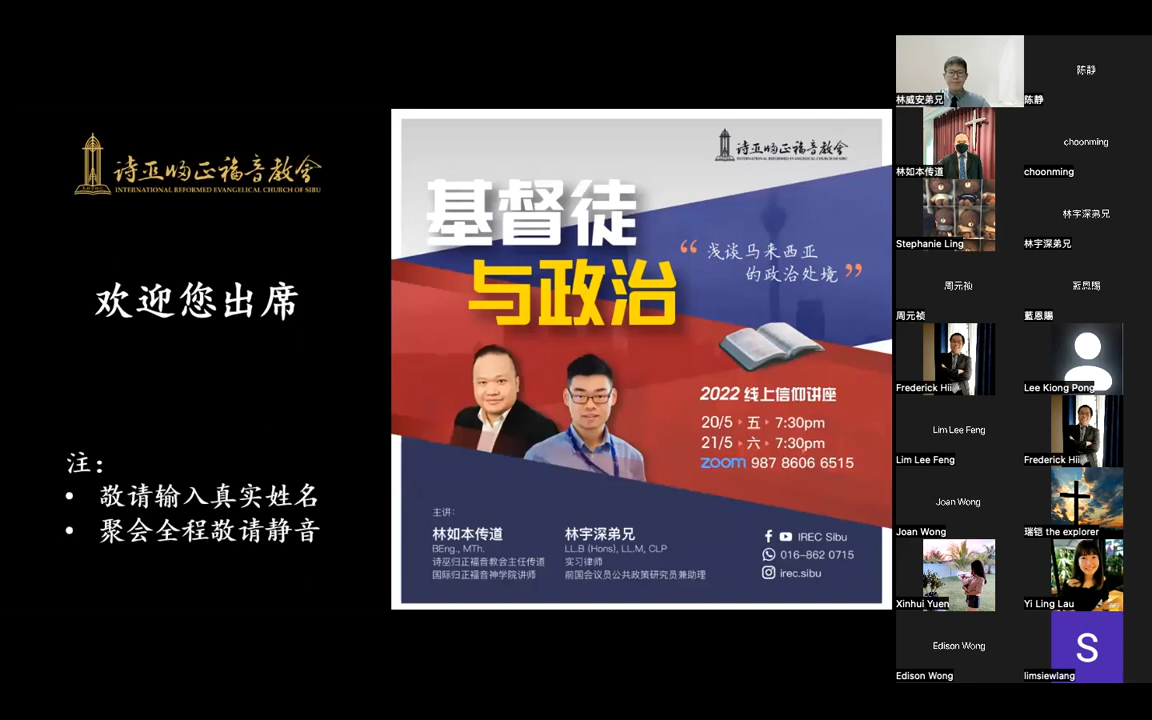 诗巫归正福音教会
INTERNATIONAL REFORMED EVANGELICAL CHURCH OF SIBU
欢迎您出席
注：
• 敬请输入真实姓名
• 聚会全程敬请静音
诗巫归正福音教会
INTERNATIONAL REFORMED EVANGELICAL CHURCH OF SIBU
基督徒
与政治
“浅谈马来西亚
的政治处境”
2022 线上信仰讲座
20/5 ▸ 五 ▸ 7:30pm
21/5 ▸ 六 ▸ 7:30pm
zoom 987 8606 6515
主讲：
林如本传道
BEng., MTh.
诗巫归正福音教会主任传道
国际归正福音神学院讲师
林宇深弟兄
LL.B (Hons), LL.M, CLP
实习律师
前国会议员公共政策研究员兼助理
IREC Sibu
016-862 0715
irec.sibu
林威安弟兄
陈静
陈静
林如本传道
choonming
choonming
Stephanie Ling
林宇深弟兄
林宇深弟兄
周元祯
周元祯
蓝恩赐
蓝恩赐
Frederick Hii
Lee Kiong Pong
Lim Lee Feng
Lim Lee Feng
Frederick Hii
Joan Wong
Joan Wong
瑞铠 the explorer
Xinhui Yuen
Yi Ling Lau
Edison Wong
Edison Wong
S
limsiewlang